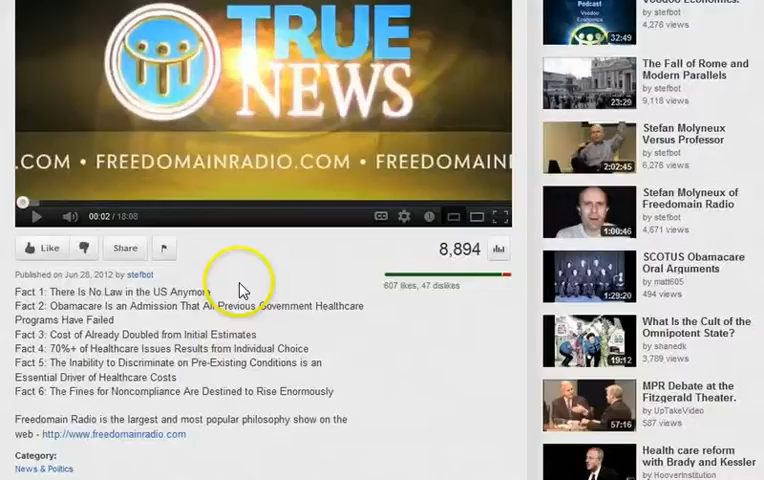 TRUE
NEWS
.COM • FREEDOMAINRADIO.COM • FREEDOMAINI
00:02 / 18:08
CC
Like
Share
8,894
Published on Jun 28, 2012 by stefbot
607 likes, 47 dislikes
Fact 1: There Is No Law in the US Anymore
Fact 2: Obamacare Is an Admission That All Previous Government Healthcare
Programs Have Failed
Fact 3: Cost of Already Doubled from Initial Estimates
Fact 4: 70%+ of Healthcare Issues Results from Individual Choice
Fact 5: The Inability to Discriminate on Pre-Existing Conditions is an
Essential Driver of Healthcare Costs
Fact 6: The Fines for Noncompliance Are Destined to Rise Enormously
Freedomain Radio is the largest and most popular philosophy show on the
web - http://www.freedomainradio.com
Category:
News & Politics
Podcast
Voodoo
Economics
32:49
Voodoo Economics.
by stefbot
4,276 views
23:29
The Fall of Rome and
Modern Parallels
by stefbot
9,118 views
2:02:45
Stefan Molyneux
Versus Professor
by stefbot
6,276 views
1:00:46
Stefan Molyneux of
Freedomain Radio
by stefbot
4,671 views
1:29:20
SCOTUS Obamacare
Oral Arguments
by matt605
494 views
19:12
What Is the Cult of the
Omnipotent State?
by shanedk
3,789 views
57:16
MPR Debate at the
Fitzgerald Theater.
by UpTakeVideo
587 views
Health care reform
with Brady and Kessler
by HooverInstitution